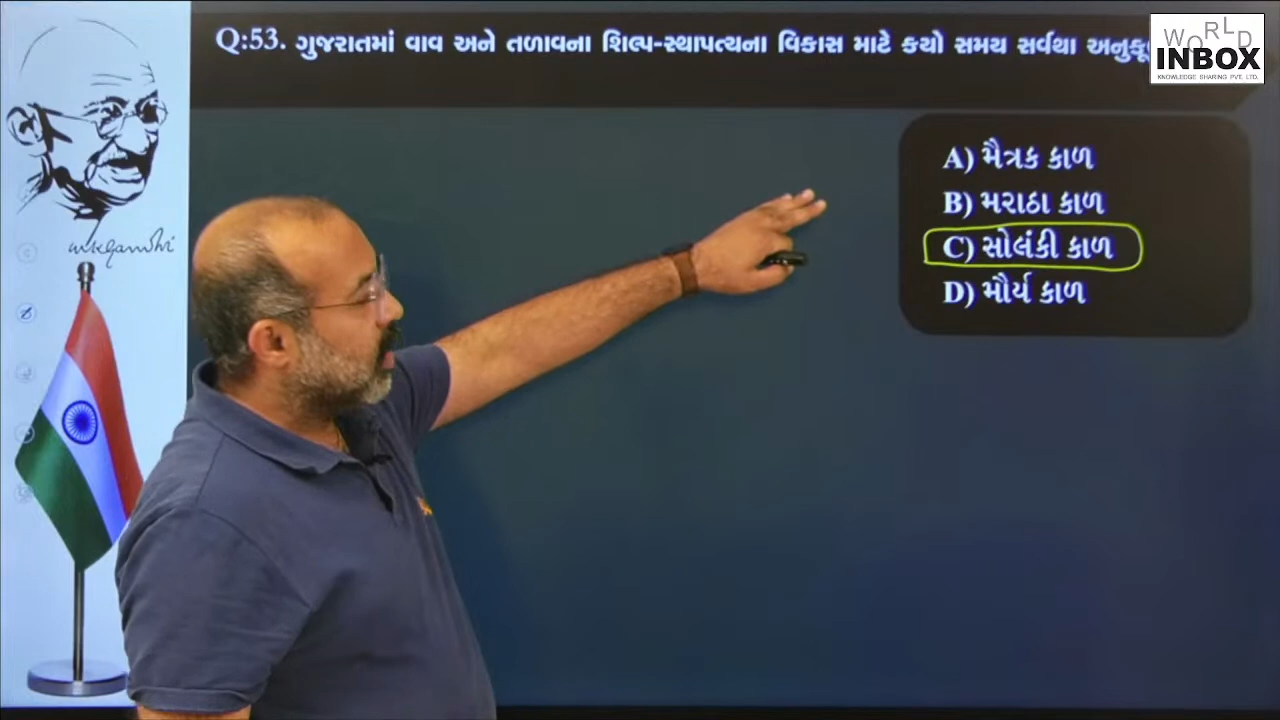 Q:53. ગુજરાતમાં વાવ અને તળાવના શિલ્પ-સ્થાપત્યના વિકાસ માટે કયો સમય સર્વથા
WORLD
INBOX
KNOWLEDGE SHARING PVT. LTD.
A) મૈત્રક કાળ
B) મરાઠા કાળ
C) સોલંકી કાળ
D) મૌર્ય કાળ
mkgandhi